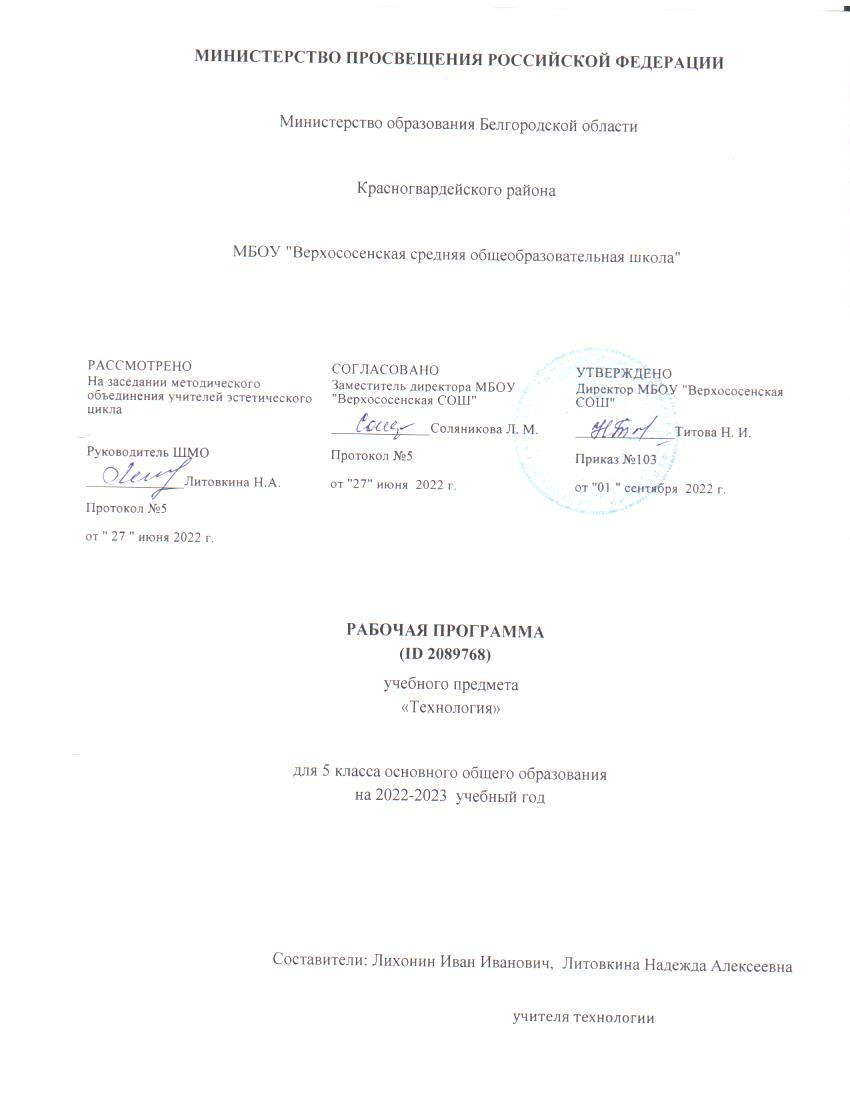 МИНИСТЕРСТВО ПРОСВЕЩЕНИЯ РОССИЙСКОЙ ФЕДЕРАЦИИ
Министерство образования Белгородской области
Красногвардейского района
МБОУ "Верхососенская средняя общеобразовательная школа"
РАССМОТРЕНО
На заседании методического
объединения учителей эстетического
цикла
Руководитель ШМО
______________Литовкина Н.А.
Протокол №5
от " 27 " июня 2022 г.
СОГЛАСОВАНО
Заместитель директора МБОУ
"Верхососенская СОШ"
______________Соляникова Л. М.
Протокол №5
от "27" июня 2022 г.
УТВЕРЖДЕНО
Директор МБОУ "Верхососенская
СОШ"
______________Титова Н. И.
Приказ №103
от "01 " сентября 2022 г.
РАБОЧАЯ ПРОГРАММА
(ID 2089768)
учебного предмета
«Технология»
для 5 класса основного общего образования
на 2022-2023 учебный год
Составители: Лихонин Иван Иванович, Литовкина Надежда Алексеевна
учителя технологии